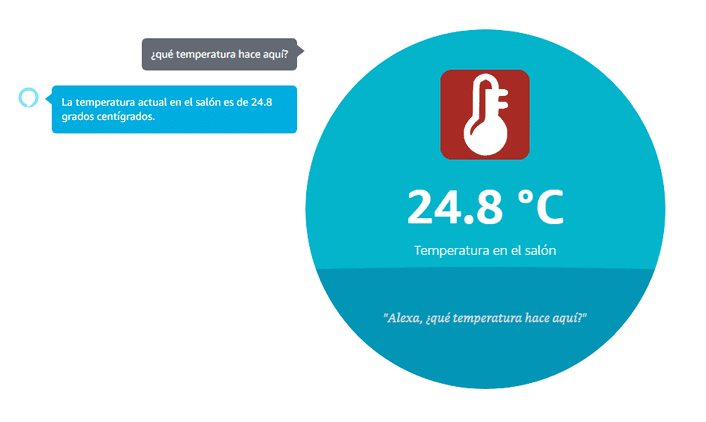 ¿qué temperatura hace aquí?
La temperatura actual en el salón es de 24.8
grados centígrados.
24.8 °C
Temperatura en el salón
"Alexa, ¿qué temperatura hace aquí?"